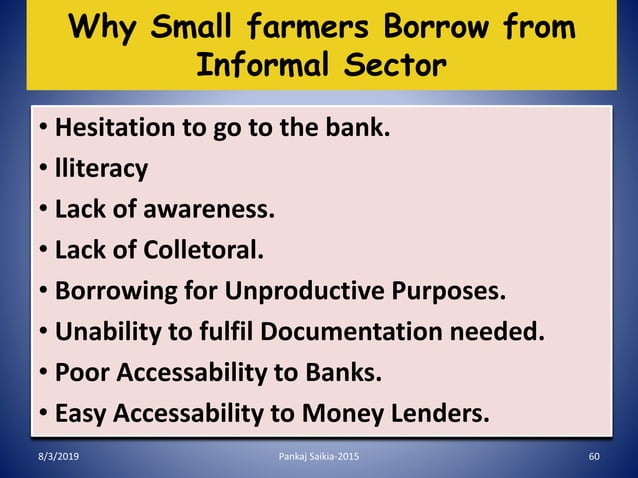 Why Small farmers Borrow from
Informal Sector
• Hesitation to go to the bank.
• lliteracy
• Lack of awareness.
• Lack of Colletoral.
• Borrowing for Unproductive Purposes.
• Unability to fulfil Documentation needed.
• Poor Accessability to Banks.
• Easy Accessability to Money Lenders.
8/3/2019 Pankaj Saikia-2015 60